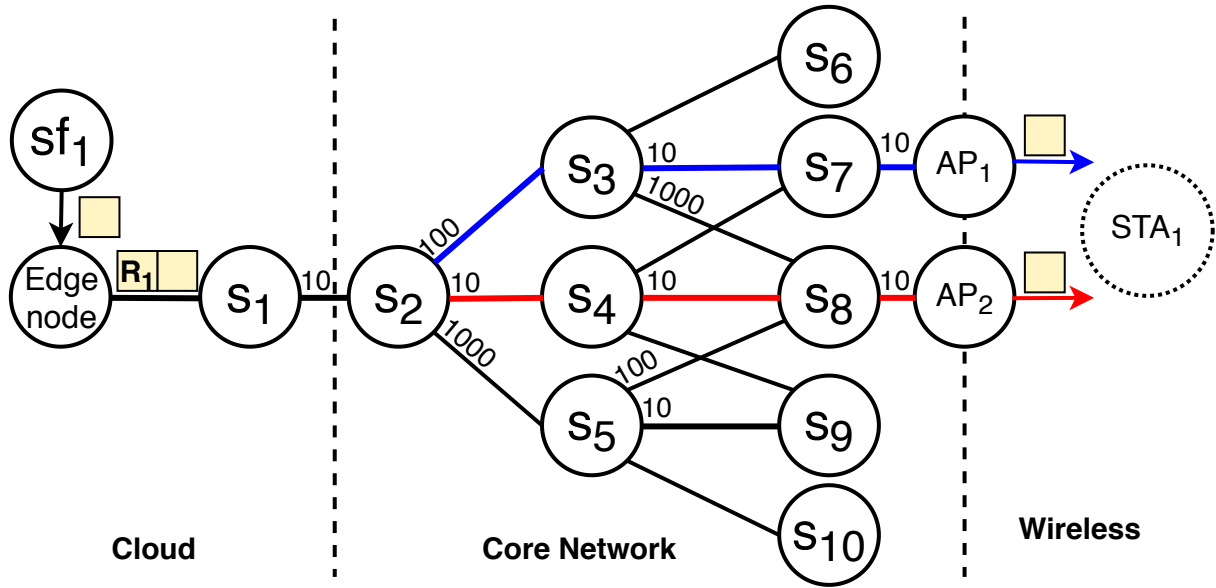 sf₁
Edge
node
R₁
s₁
10
s₂
100
10
1000
s₃
10
1000
s₄
10
s₅
100
10
s₆
s₇
10
s₈
10
s₉
s₁₀
AP₁
AP₂
STA₁
Cloud
Core Network
Wireless